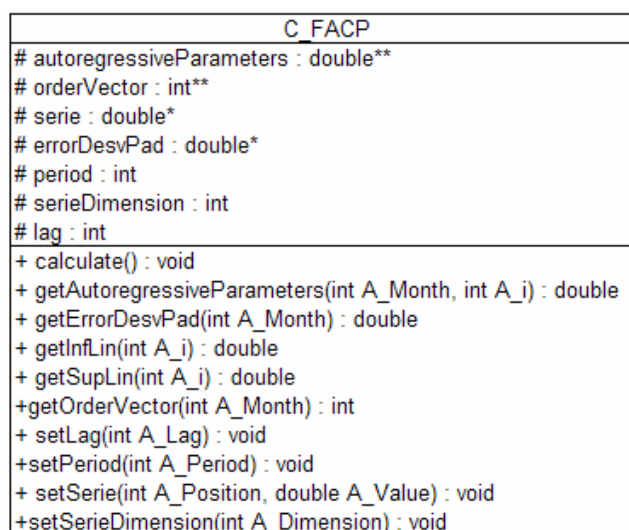 C_FACP
# autoregressiveParameters : double**
# orderVector : int**
# serie : double*
# errorDesvPad : double*
# period : int
# serieDimension : int
# lag : int
+ calculate() : void
+ getAutoregressiveParameters(int A_Month, int A_i) : double
+ getErrorDesvPad(int A_Month) : double
+ getInfLin(int A_i) : double
+ getSupLin(int A_i) : double
+getOrderVector(int A_Month) : int
+ setLag(int A_Lag) : void
+setPeriod(int A_Period) : void
+ setSerie(int A_Position, double A_Value) : void
+setSerieDimension(int A_Dimension) : void